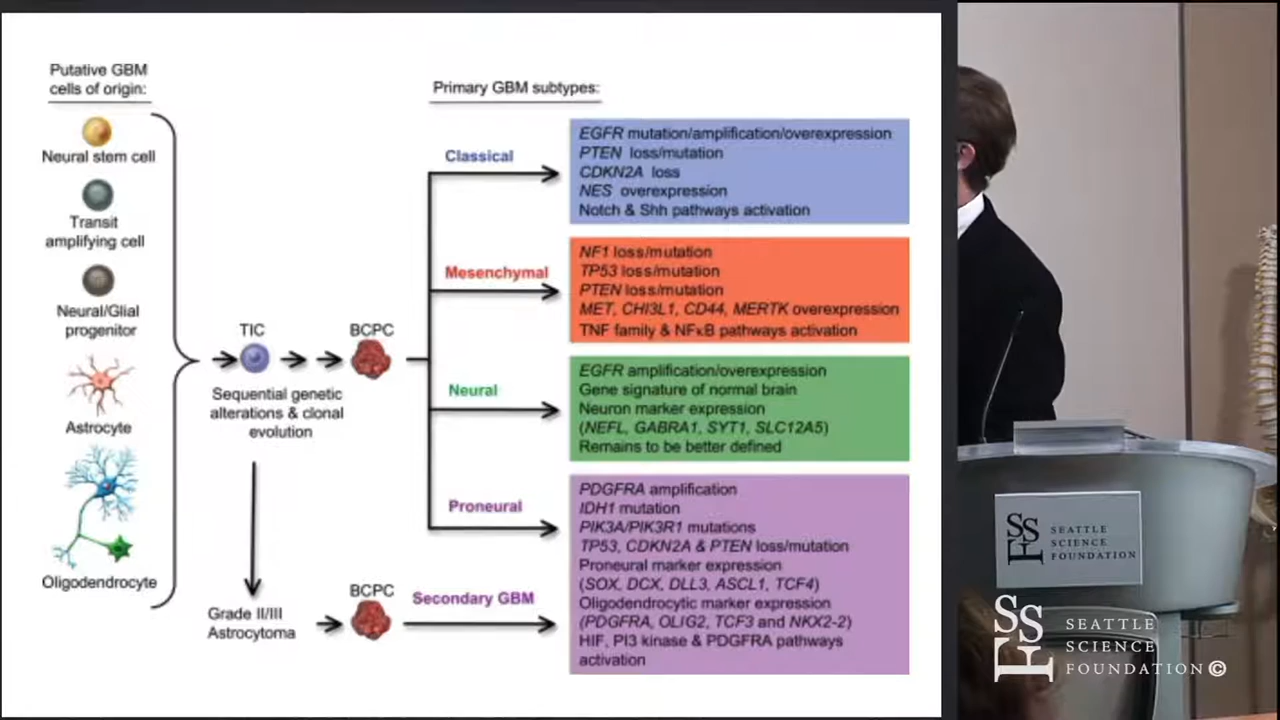 Putative GBM
cells of origin:
Neural stem cell
Transit
amplifying cell
Neural/Glial
progenitor
Astrocyte
Oligodendrocyte
TIC
BCPC
Sequential genetic
alterations & clonal
evolution
Grade II/III
Astrocytoma
BCPC
Primary GBM subtypes:
Classical
EGFR mutation/amplification/overexpression
PTEN loss/mutation
CDKN2A loss
NES overexpression
Notch & Shh pathways activation
Mesenchymal
NF1 loss/mutation
TP53 loss/mutation
PTEN loss/mutation
MET, CHI3L1, CD44, MERTK overexpression
TNF family & NFκB pathways activation
Neural
EGFR amplification/overexpression
Gene signature of normal brain
Neuron marker expression
(NEFL, GABRA1, SYT1, SLC12A5)
Remains to be better defined
Proneural
Secondary GBM
PDGFRA amplification
IDH1 mutation
PIK3A/PIK3R1 mutations
TP53, CDKN2A & PTEN loss/mutation
Proneural marker expression
(SOX, DCX, DLL3, ASCL1, TCF4)
Oligodendrocytic marker expression
(PDGFRA, OLIG2, TCF3 and NKX2-2)
HIF, PI3 kinase & PDGFRA pathways
activation
SSF
SEATTLE
SCIENCE
FOUNDATION
SSF
SEATTLE
SCIENCE
FOUNDATION©